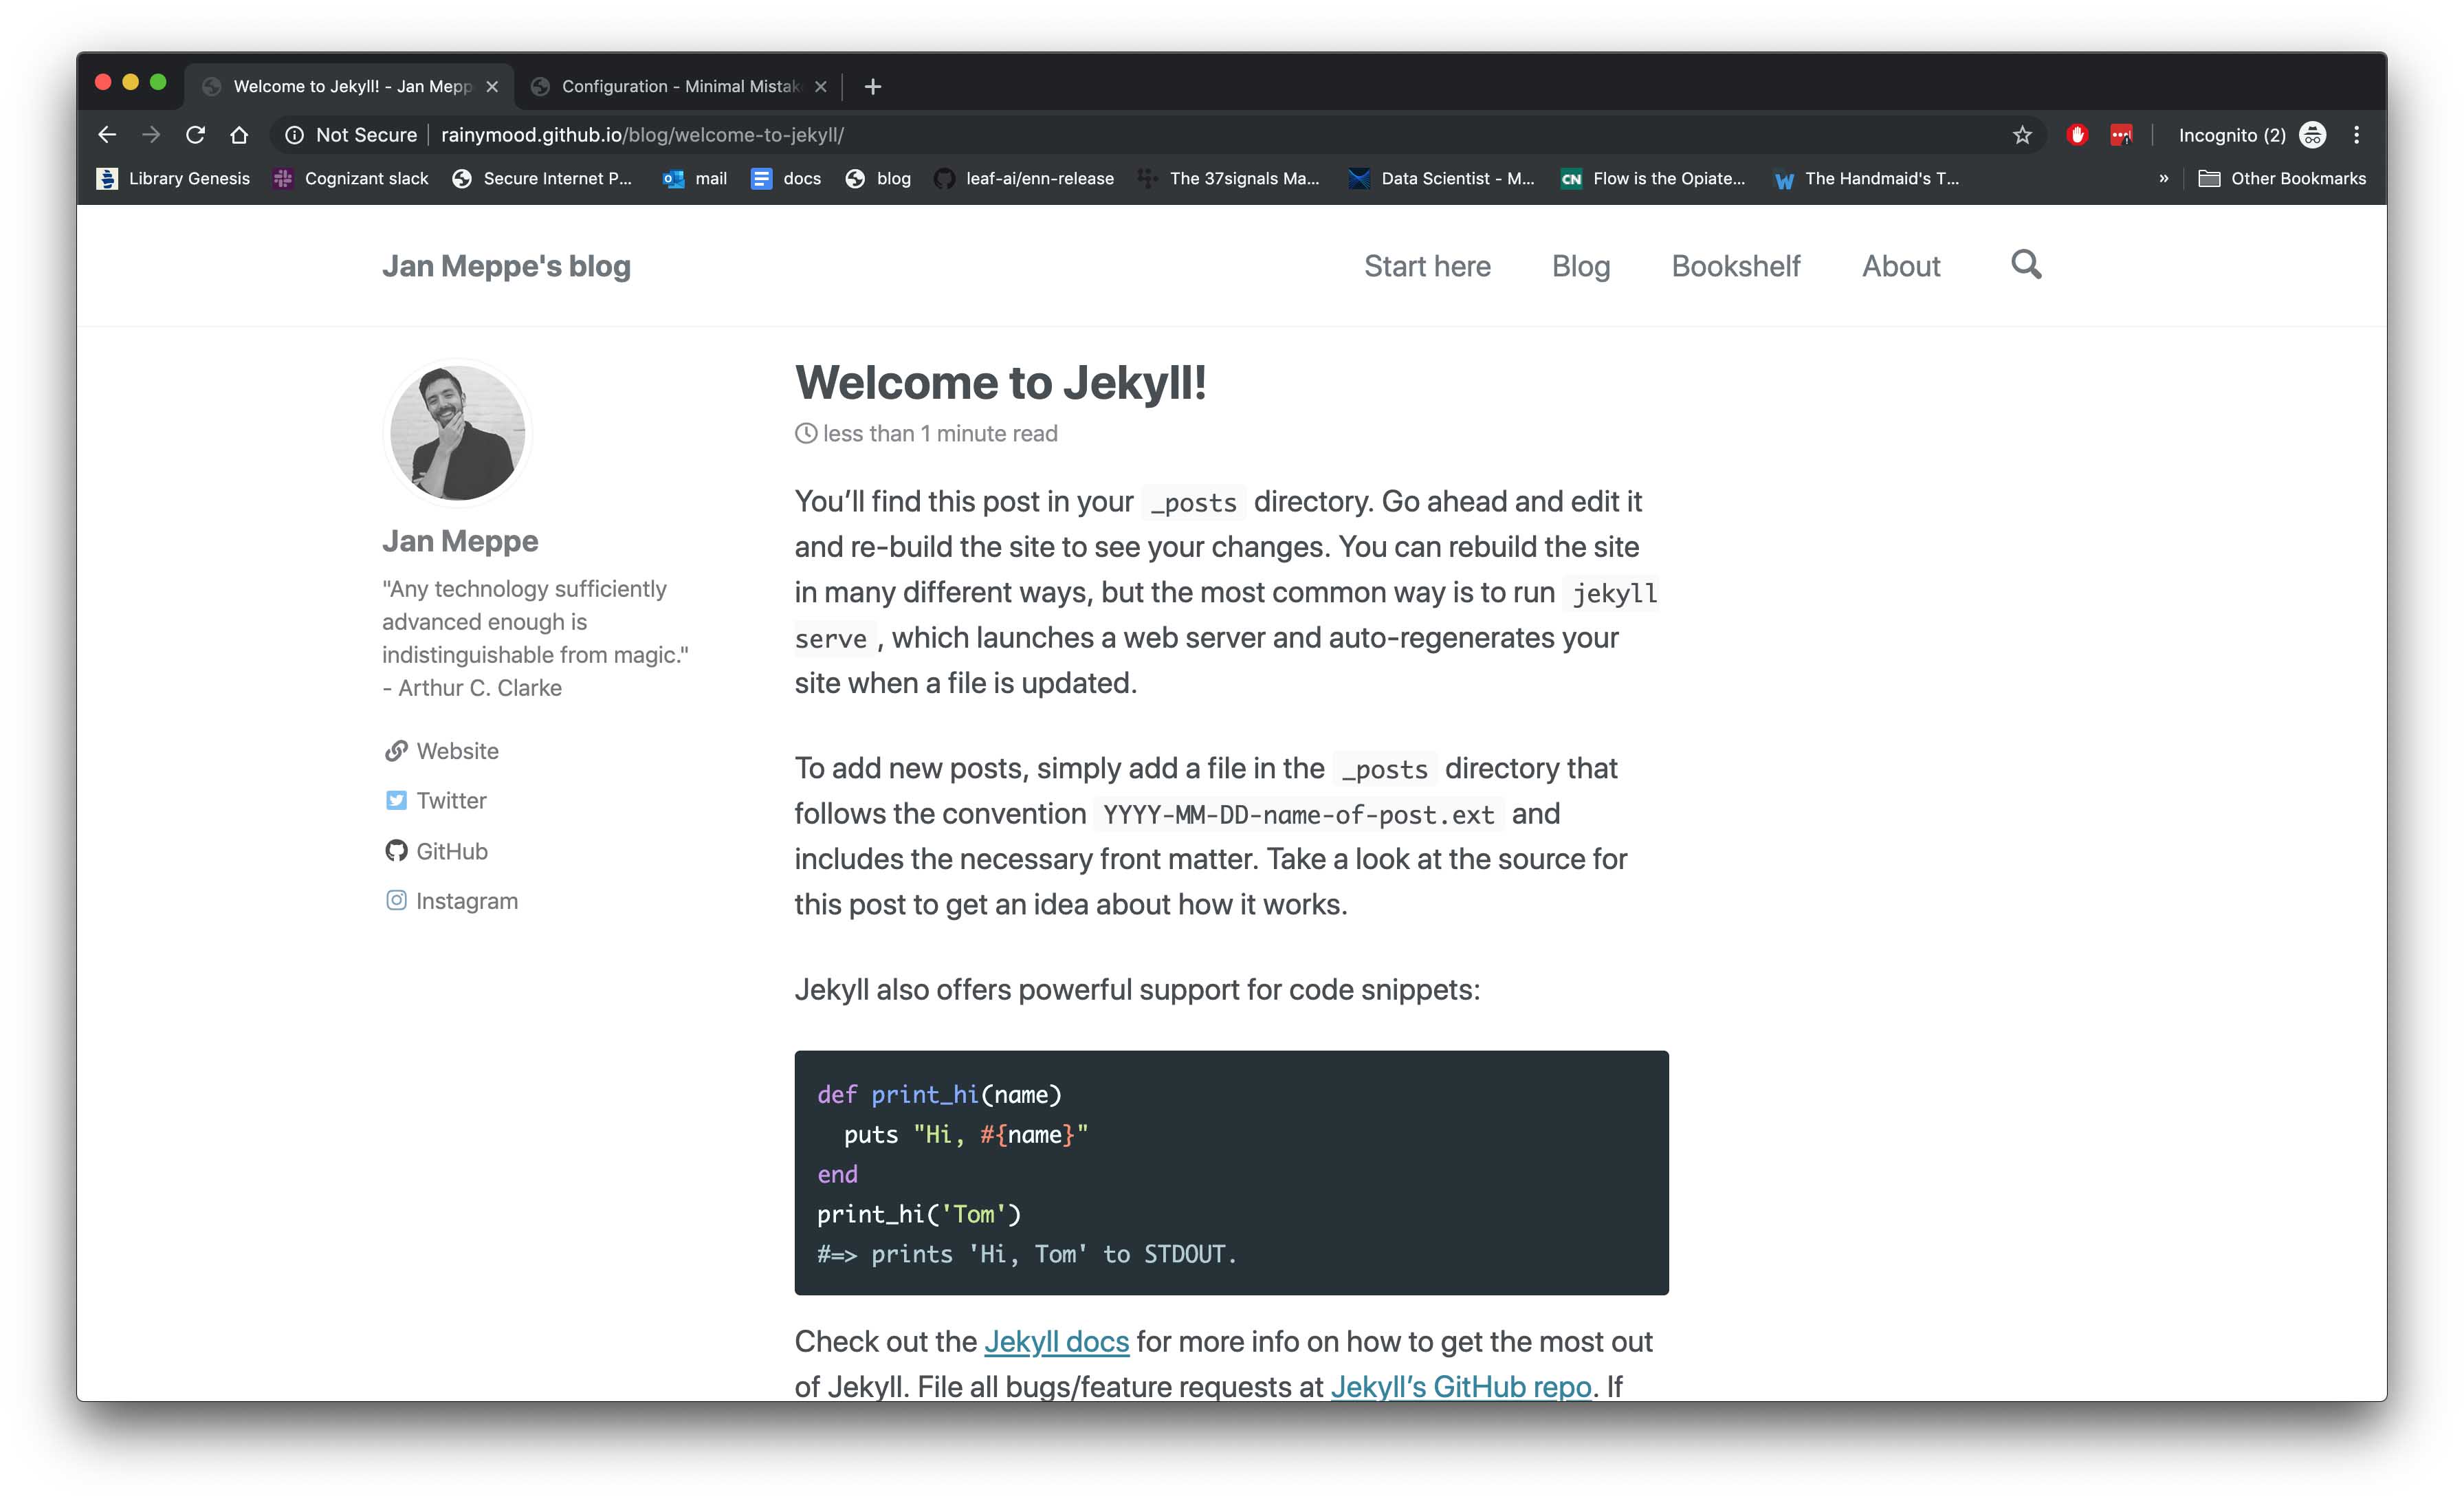 Welcome to Jekyll! - Jan Mepp
Configuration - Minimal Mistak
Not Secure rainymood.github.io/blog/welcome-to-jekyll/ Incognito (2)
Library Genesis Cognizant slack Secure Internet P... mail docs blog leaf-ai/enn-release The 37signals Ma... Data Scientist - M... CN Flow is the Opiate... The Handmaid's T... » Other Bookmarks
Jan Meppe's blog Start here Blog Bookshelf About
Jan Meppe
"Any technology sufficiently
advanced enough is
indistinguishable from magic."
- Arthur C. Clarke
Website
Twitter
GitHub
Instagram
Welcome to Jekyll!
less than 1 minute read
You’ll find this post in your _posts directory. Go ahead and edit it
and re-build the site to see your changes. You can rebuild the site
in many different ways, but the most common way is to run jekyll
serve , which launches a web server and auto-regenerates your
site when a file is updated.
To add new posts, simply add a file in the _posts directory that
follows the convention YYYY-MM-DD-name-of-post.ext and
includes the necessary front matter. Take a look at the source for
this post to get an idea about how it works.
Jekyll also offers powerful support for code snippets:
def print_hi(name)
  puts "Hi, #{name}"
end
print_hi('Tom')
#=> prints 'Hi, Tom' to STDOUT.
Check out the Jekyll docs for more info on how to get the most out
of Jekyll. File all bugs/feature requests at Jekyll’s GitHub repo. If